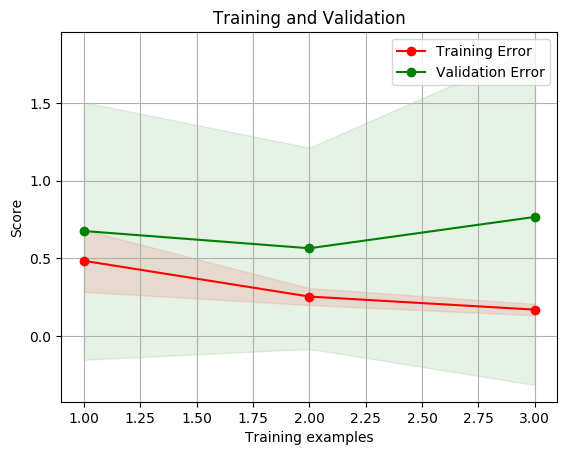 Training and Validation
Training Error
Validation Error
Score
1.5
1.0
0.5
0.0
1.00 1.25 1.50 1.75 2.00 2.25 2.50 2.75 3.00
Training examples